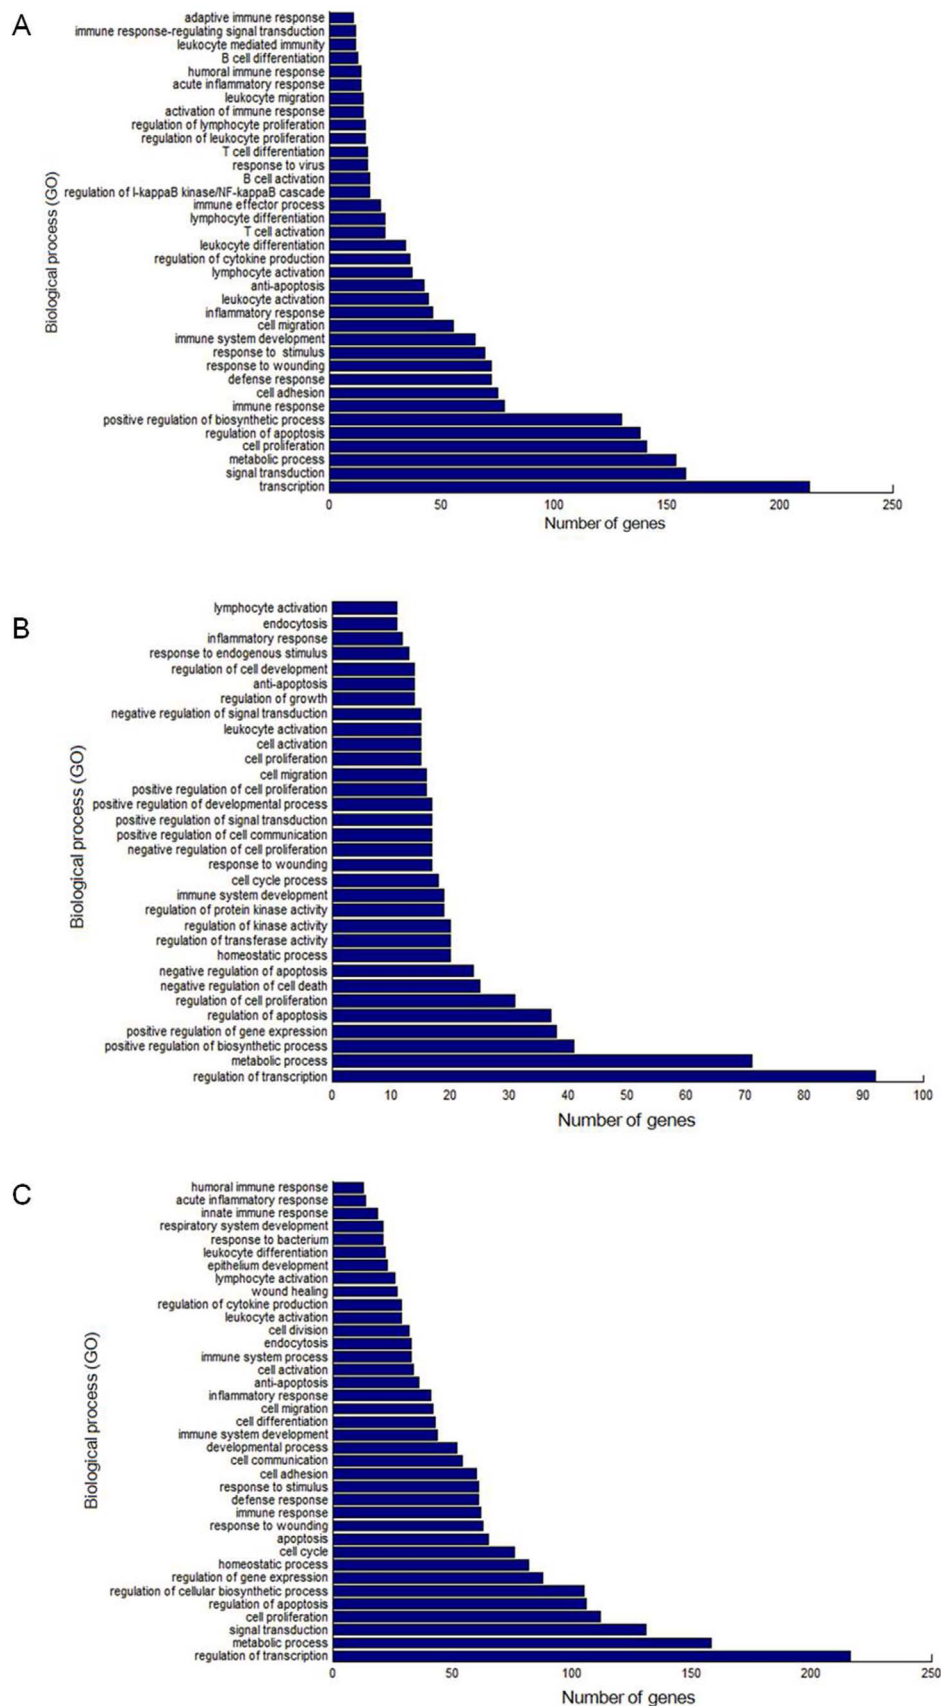 A
adaptive immune response
immune response-regulating signal transduction
leukocyte mediated immunity
B cell differentiation
humoral immune response
acute inflammatory response
leukocyte migration
activation of immune response
regulation of lymphocyte proliferation
regulation of leukocyte proliferation
T cell differentiation
response to virus
B cell activation
regulation of I-kappaB kinase/NF-kappaB cascade
immune effector process
lymphocyte differentiation
T cell activation
leukocyte differentiation
regulation of cytokine production
lymphocyte activation
anti-apoptosis
leukocyte activation
inflammatory response
cell migration
immune system development
response to stimulus
response to wounding
defense response
cell adhesion
immune response
positive regulation of biosynthetic process
regulation of apoptosis
cell proliferation
metabolic process
signal transduction
transcription
Biological process (GO)
0 50 100 150 200 250
Number of genes
B
lymphocyte activation
endocytosis
inflammatory response
response to endogenous stimulus
regulation of cell development
anti-apoptosis
regulation of growth
negative regulation of signal transduction
leukocyte activation
cell activation
cell proliferation
cell migration
positive regulation of cell proliferation
positive regulation of developmental process
positive regulation of signal transduction
positive regulation of cell communication
negative regulation of cell proliferation
response to wounding
cell cycle process
immune system development
regulation of protein kinase activity
regulation of kinase activity
regulation of transferase activity
homeostatic process
negative regulation of apoptosis
negative regulation of cell death
regulation of cell proliferation
regulation of apoptosis
positive regulation of gene expression
positive regulation of biosynthetic process
metabolic process
regulation of transcription
Biological process (GO)
0 10 20 30 40 50 60 70 80 90 100
Number of genes
C
humoral immune response
acute inflammatory response
innate immune response
respiratory system development
response to bacterium
leukocyte differentiation
epithelium development
lymphocyte activation
wound healing
regulation of cytokine production
leukocyte activation
cell division
endocytosis
immune system process
cell activation
anti-apoptosis
inflammatory response
cell migration
cell differentiation
immune system development
developmental process
cell communication
cell adhesion
response to stimulus
defense response
immune response
response to wounding
apoptosis
cell cycle
homeostatic process
regulation of gene expression
regulation of cellular biosynthetic process
regulation of apoptosis
cell proliferation
signal transduction
metabolic process
regulation of transcription
Biological process (GO)
0 50 100 150 200 250
Number of genes